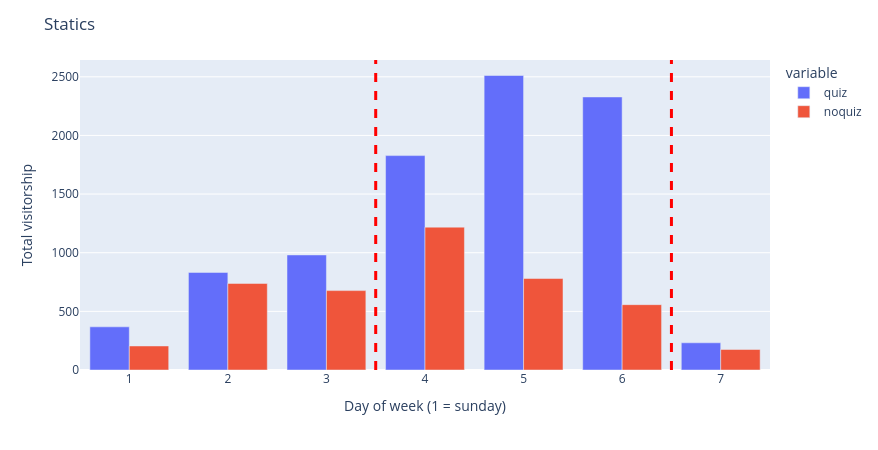 Statics
variable
quiz
noquiz
Total visitorship
2500
2000
1500
1000
500
0
1 2 3 4 5 6 7
Day of week (1 = sunday)